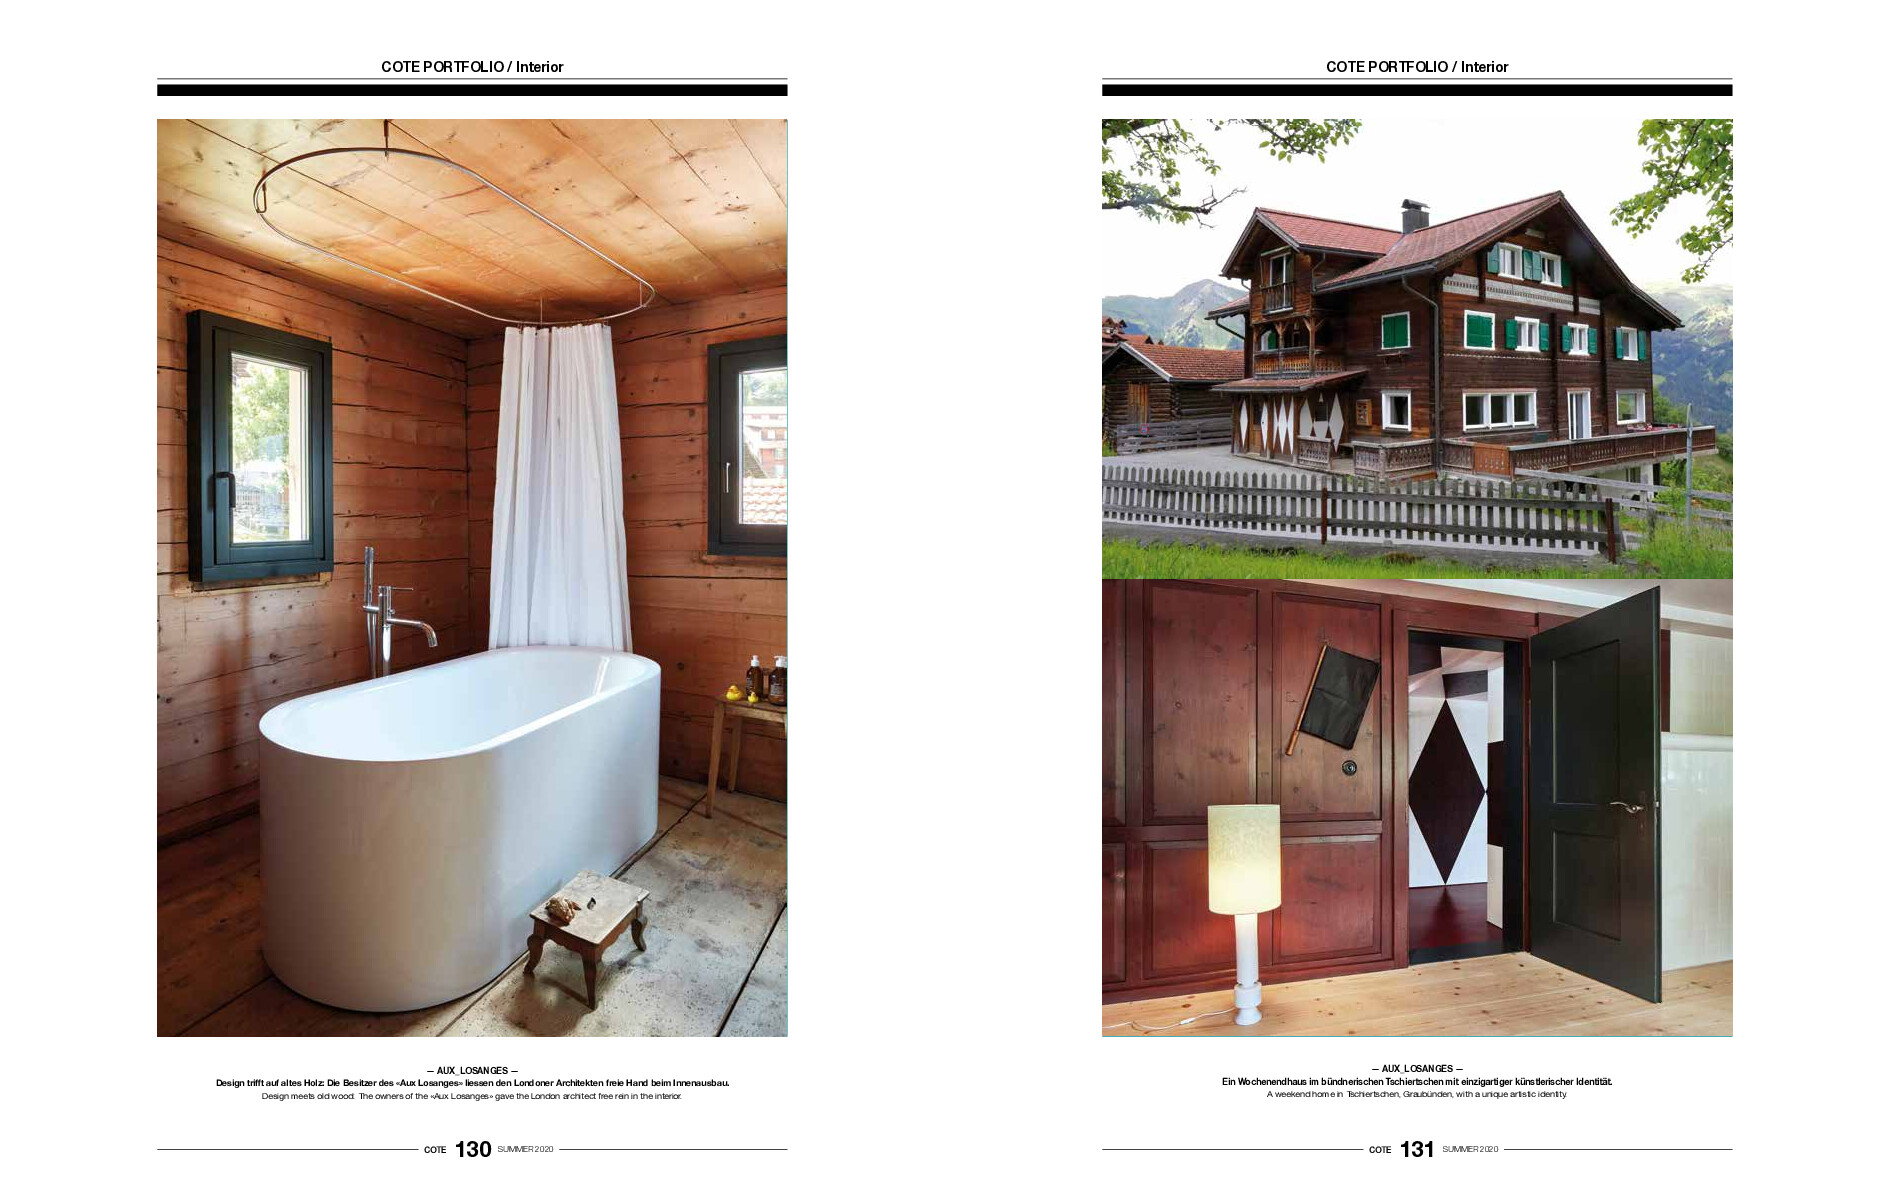 COTE PORTFOLIO / Interior
— AUX_LOSANGES —
Design trifft auf altes Holz: Die Besitzer des «Aux Losanges» liessen den Londoner Architekten freie Hand beim Innenausbau.
Design meets old wood. The owners of the «Aux Losanges» gave the London architect free rein in the interior.
COTE 130 SUMMER 2020
COTE PORTFOLIO / Interior
— AUX_LOSANGES —
Ein Wochenendhaus im bündnerischen Tschiertschen mit einzigartiger künstlerischer Identität.
A weekend home in Tschiertschen, Graubünden, with a unique artistic identity.
COTE 131 SUMMER 2020